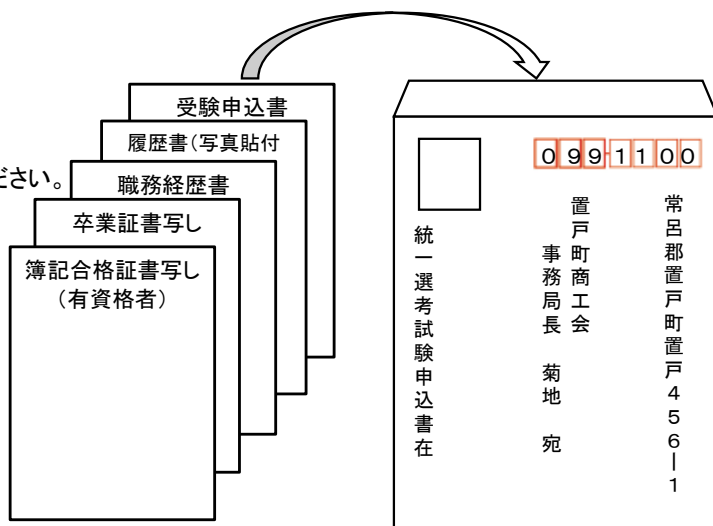 受験申込書
履歴書（写真貼付
ださい。
職務経歴書
卒業証書写し
簿記合格証書写し
（有資格者）
099-1100
常呂郡置戸町置戸456－1
置戸町商工会
事務局長　菊地　宛
統一選考試験申込書在